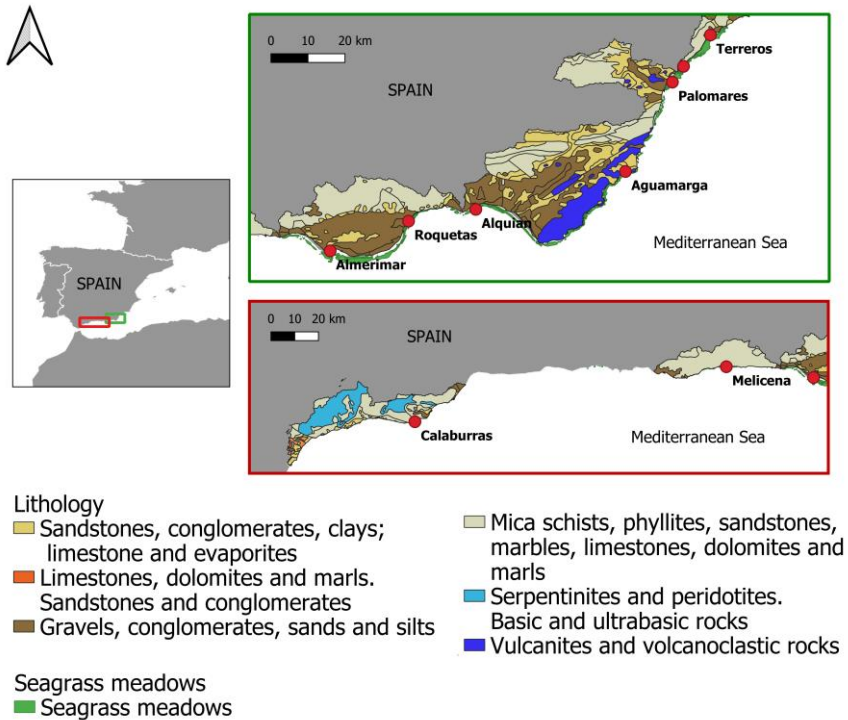 0 10 20 km
Terreros
SPAIN
Palomares
Aguamarga
Alquian
Roquetas
Mediterranean Sea
Almerimar
SPAIN
0 10 20 km
SPAIN
Melicena
Calaburras
Mediterranean Sea
Lithology
Sandstones, conglomerates, clays;
limestone and evaporites
Limestones, dolomites and marls.
Sandstones and conglomerates
Gravels, conglomerates, sands and silts
Mica schists, phyllites, sandstones,
marbles, limestones, dolomites and
marls
Serpentinites and peridotites.
Basic and ultrabasic rocks
Vulcanites and volcanoclastic rocks
Seagrass meadows
Seagrass meadows